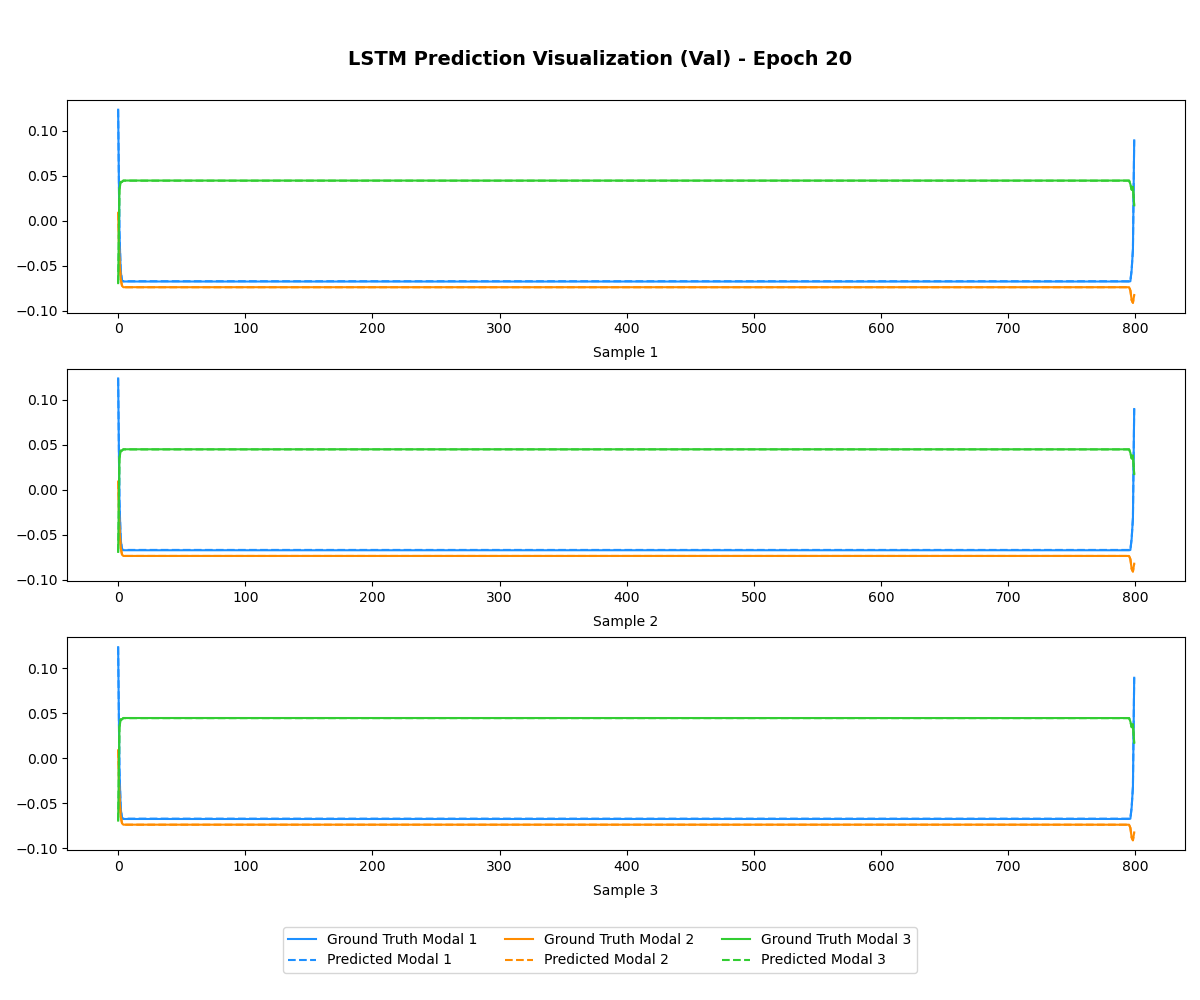 LSTM Prediction Visualization (Val) - Epoch 20
0.10
0.05
0.00
−0.05
−0.10
0 100 200 300 400 500 600 700 800
Sample 1
0.10
0.05
0.00
−0.05
−0.10
0 100 200 300 400 500 600 700 800
Sample 2
0.10
0.05
0.00
−0.05
−0.10
0 100 200 300 400 500 600 700 800
Sample 3
Ground Truth Modal 1 Ground Truth Modal 2 Ground Truth Modal 3
Predicted Modal 1 Predicted Modal 2 Predicted Modal 3